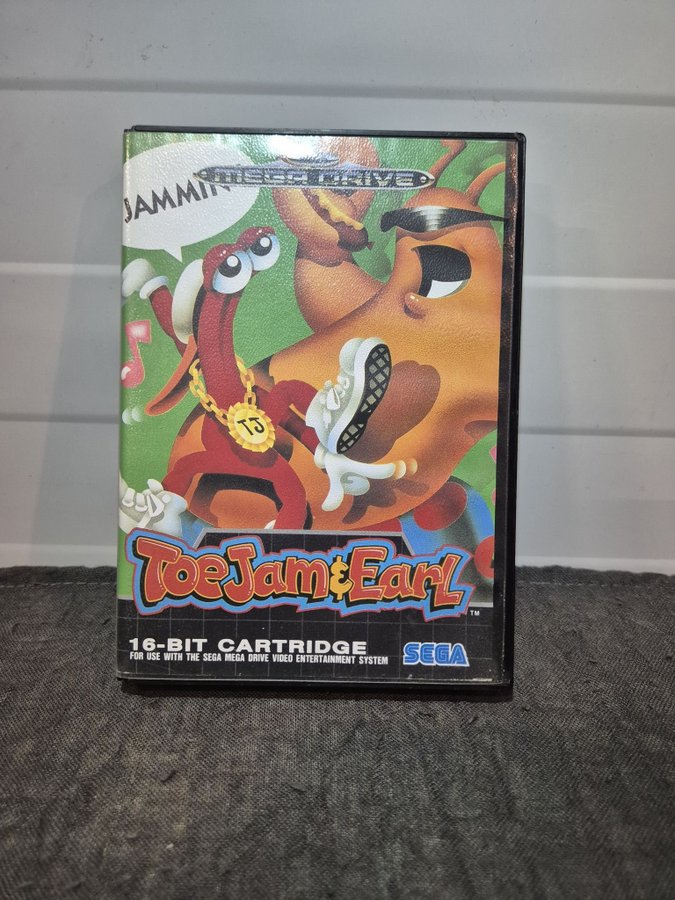 MEGA DRIVE
JAMMIN'
TJ
ToeJam & Earl
TM
16-BIT CARTRIDGE
FOR USE WITH THE SEGA MEGA DRIVE VIDEO ENTERTAINMENT SYSTEM
SEGA